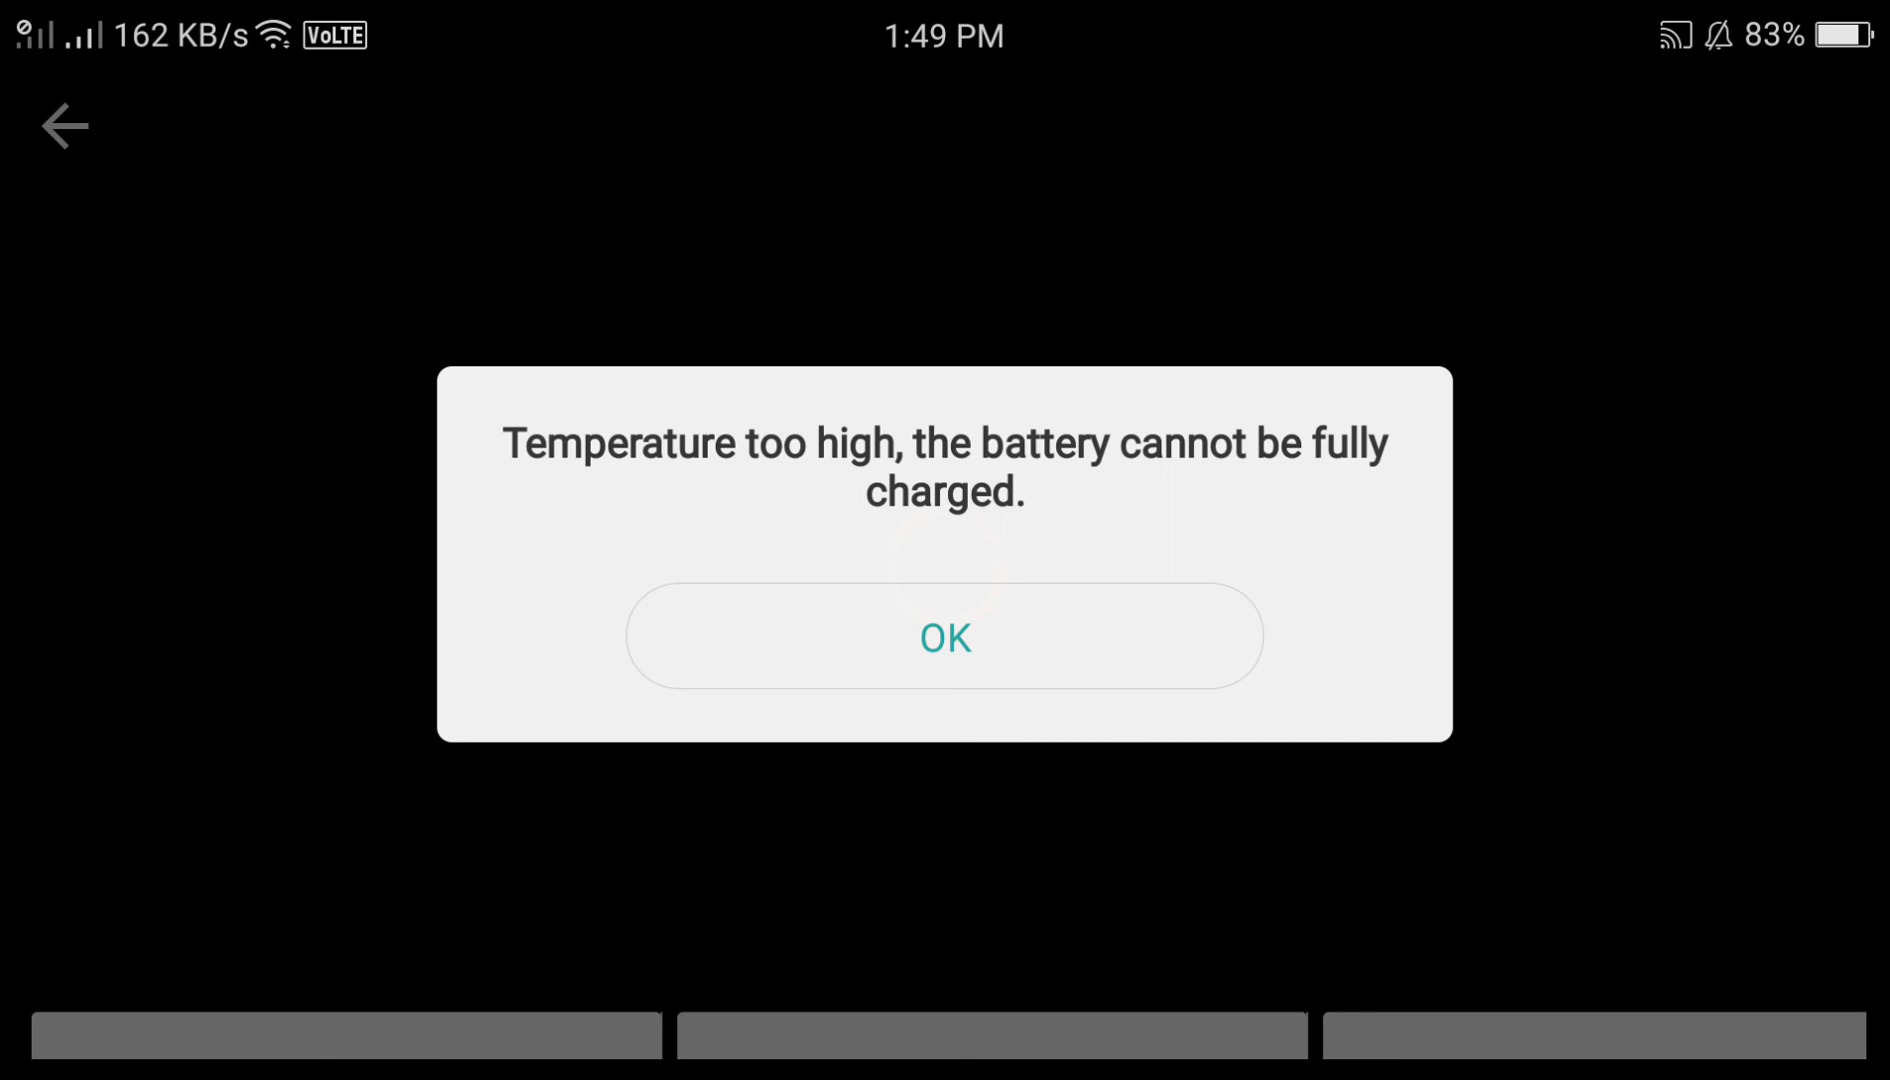 162 KB/s VoLTE 1:49 PM 83%
Temperature too high, the battery cannot be fully
charged.
OK